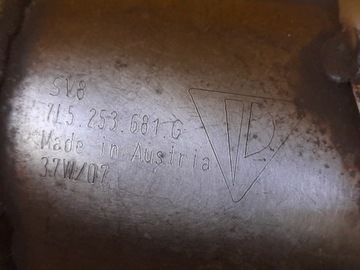 SV8
7L5.253.681 G
Made in Austria
37W/07